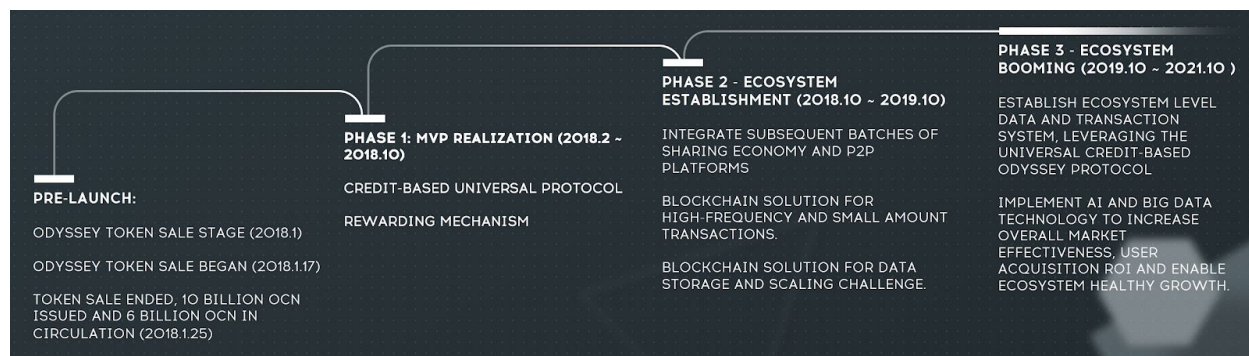 PRE-LAUNCH:
ODYSSEY TOKEN SALE STAGE (2018.1)
ODYSSEY TOKEN SALE BEGAN (2018.1.17)
TOKEN SALE ENDED, 10 BILLION OCN
ISSUED AND 6 BILLION OCN IN
CIRCULATION (2018.1.25)
PHASE 1: MVP REALIZATION (2018.2 ~
2018.10)
CREDIT-BASED UNIVERSAL PROTOCOL
REWARDING MECHANISM
PHASE 2 - ECOSYSTEM
ESTABLISHMENT (2018.10 ~ 2019.10)
INTEGRATE SUBSEQUENT BATCHES OF
SHARING ECONOMY AND P2P
PLATFORMS
BLOCKCHAIN SOLUTION FOR
HIGH-FREQUENCY AND SMALL AMOUNT
TRANSACTIONS.
BLOCKCHAIN SOLUTION FOR DATA
STORAGE AND SCALING CHALLENGE.
PHASE 3 - ECOSYSTEM
BOOMING (2019.10 ~ 2021.10 )
ESTABLISH ECOSYSTEM LEVEL
DATA AND TRANSACTION
SYSTEM, LEVERAGING THE
UNIVERSAL CREDIT-BASED
ODYSSEY PROTOCOL
IMPLEMENT AI AND BIG DATA
TECHNOLOGY TO INCREASE
OVERALL MARKET
EFFECTIVENESS, USER
ACQUISITION ROI AND ENABLE
ECOSYSTEM HEALTHY GROWTH.